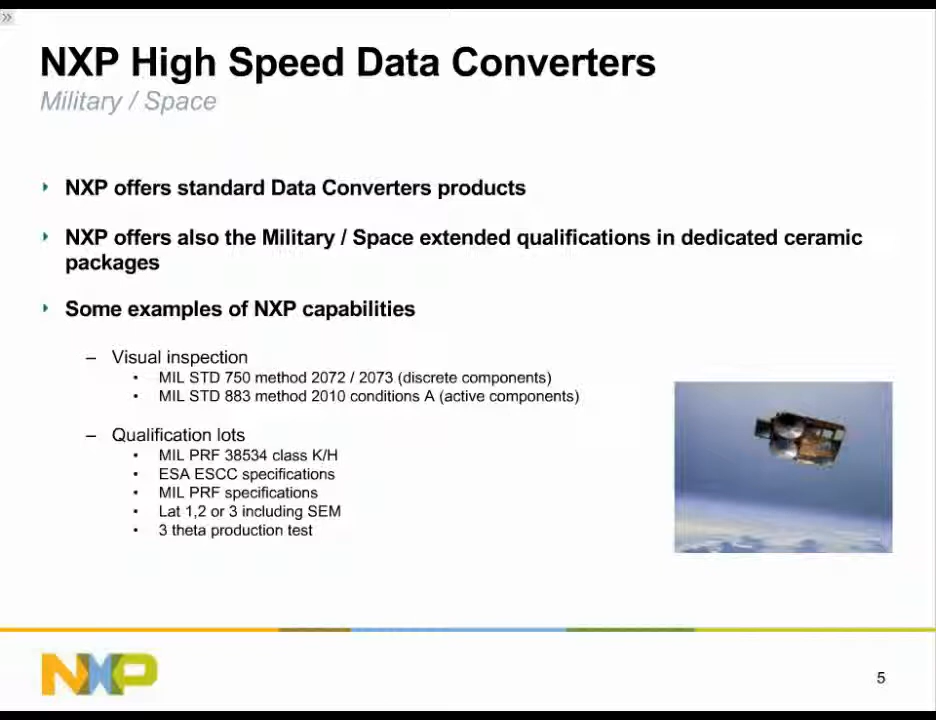 NXP High Speed Data Converters
Military / Space
NXP offers standard Data Converters products
NXP offers also the Military / Space extended qualifications in dedicated ceramic
packages
Some examples of NXP capabilities
– Visual inspection
• MIL STD 750 method 2072 / 2073 (discrete components)
• MIL STD 883 method 2010 conditions A (active components)
– Qualification lots
• MIL PRF 38534 class K/H
• ESA ESCC specifications
• MIL PRF specifications
• Lat 1,2 or 3 including SEM
• 3 theta production test
NXP
5